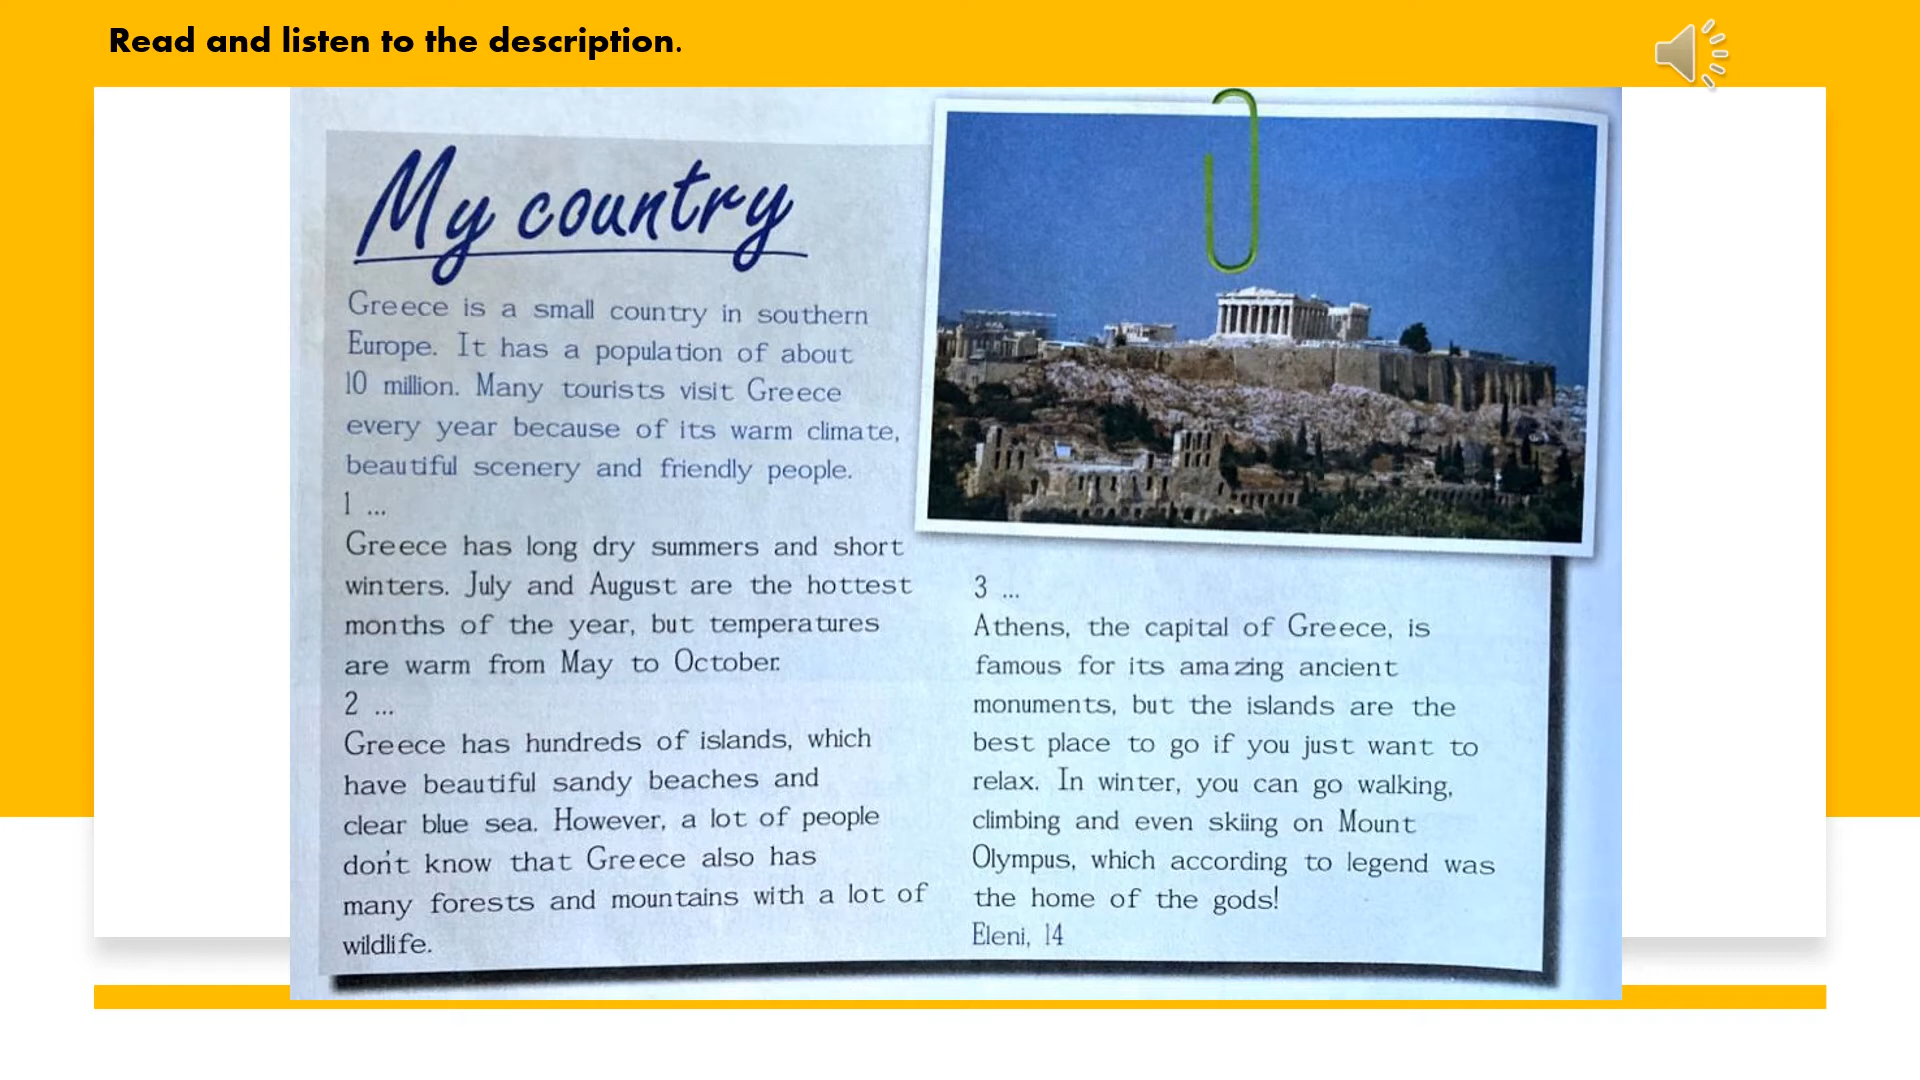 Read and listen to the description.
My country
Greece is a small country in southern
Europe. It has a population of about
10 million. Many tourists visit Greece
every year because of its warm climate,
beautiful scenery and friendly people.
1 ...
Greece has long dry summers and short
winters. July and August are the hottest
months of the year, but temperatures
are warm from May to October.
2 ...
Greece has hundreds of islands, which
have beautiful sandy beaches and
clear blue sea. However, a lot of people
don't know that Greece also has
many forests and mountains with a lot of
wildlife.
3 ...
Athens, the capital of Greece, is
famous for its amazing ancient
monuments, but the islands are the
best place to go if you just want to
relax. In winter, you can go walking,
climbing and even skiing on Mount
Olympus, which according to legend was
the home of the gods!
Eleni, 14